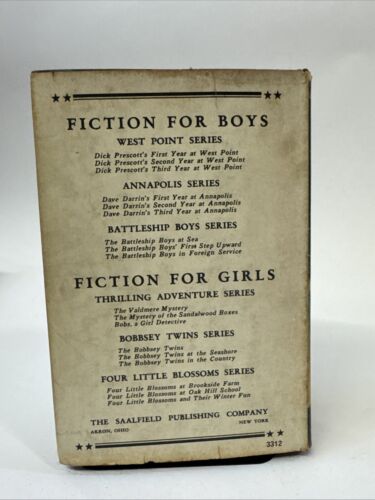 FICTION FOR BOYS
WEST POINT SERIES
Dick Prescott's First Year at West Point
Dick Prescott's Second Year at West Point
Dick Prescott's Third Year at West Point
ANNAPOLIS SERIES
Dave Darrin's First Year at Annapolis
Dave Darrin's Second Year at Annapolis
Dave Darrin's Third Year at Annapolis
BATTLESHIP BOYS SERIES
The Battleship Boys at Sea
The Battleship Boys' First Step Upward
The Battleship Boys in Foreign Service
FICTION FOR GIRLS
THRILLING ADVENTURE SERIES
The Valdmere Mystery
The Mystery of the Sandalwood Boxes
Bobs, a Girl Detective
BOBBSEY TWINS SERIES
The Bobbsey Twins
The Bobbsey Twins at the Seashore
The Bobbsey Twins in the Country
FOUR LITTLE BLOSSOMS SERIES
Four Little Blossoms at Brookside Farm
Four Little Blossoms at Oak Hill School
Four Little Blossoms and Their Winter Fun
THE SAALFIELD PUBLISHING COMPANY
AKRON, OHIO NEW YORK
3312